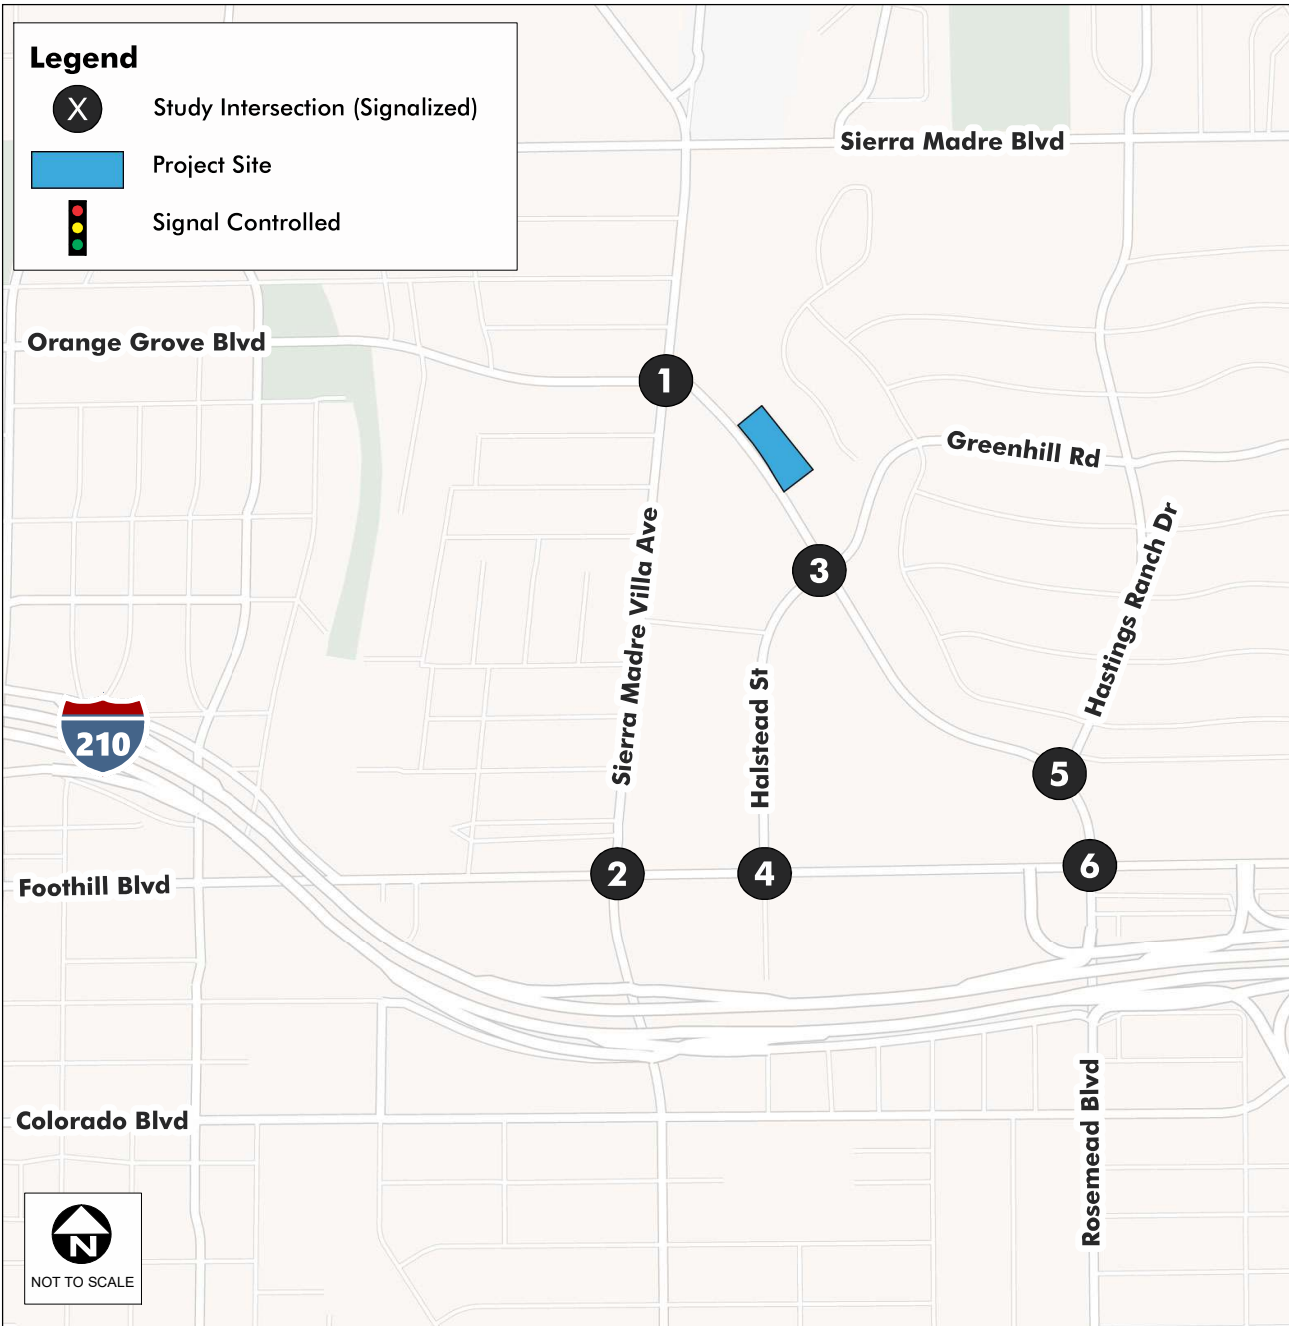 Legend
X
Study Intersection (Signalized)
Project Site
Signal Controlled
Sierra Madre Blvd
Orange Grove Blvd
1
Greenhill Rd
Sierra Madre Villa Ave
3
Hastings Ranch Dr
Halstead St
210
5
2
4
6
Foothill Blvd
Colorado Blvd
Rosemead Blvd
N
NOT TO SCALE